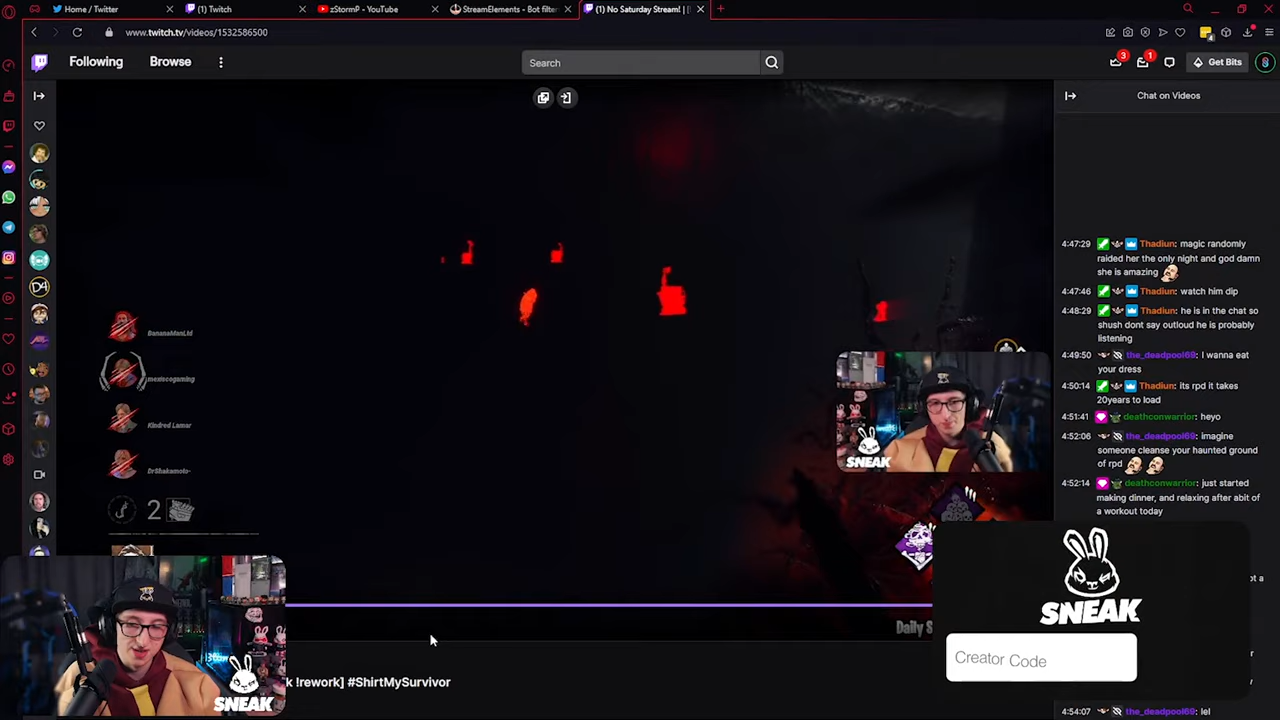 Home / Twitter
(1) Twitch
zStormP - YouTube
StreamElements - Bot filter
(1) No Saturday Stream! | [
www.twitch.tv/videos/1532586500
Following
Browse
Search
3
1
Get Bits
Chat on Videos
4:47:29 Thadiun: magic randomly
raided her the only night and god damn
she is amazing
4:47:46 Thadiun: watch him dip
4:48:29 Thadiun: he is in the chat so
shush dont say outloud he is probably
listening
4:49:50 the_deadpool69: I wanna eat
your dress
4:50:14 Thadiun: its rpd it takes
20years to load
4:51:41 deathconwarrior: heyo
4:52:06 the_deadpool69: imagine
someone cleanse your haunted ground
of rpd
4:52:14 deathconwarrior: just started
making dinner, and relaxing after abit of
a workout today
D4
BananaManLtd
Kindred Lamar
DrShakamoto-
2
SNEAK
SNEAK
Creator Code
Daily S
SNEAK
k !rework] #ShirtMySurvivor
4:54:07 the_deadpool69: lel